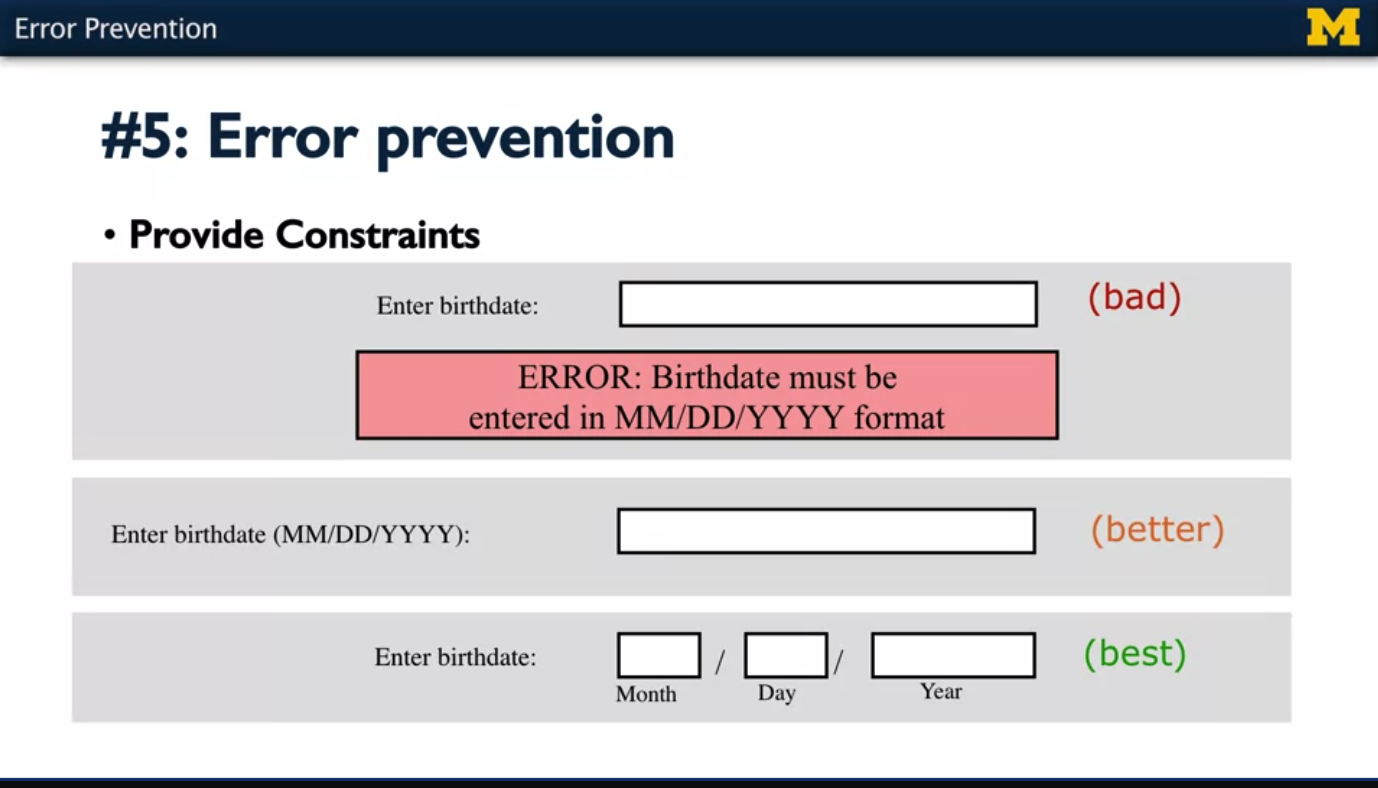 Error Prevention
M
#5: Error prevention
• Provide Constraints
Enter birthdate:
(bad)
ERROR: Birthdate must be
entered in MM/DD/YYYY format
Enter birthdate (MM/DD/YYYY):
(better)
Enter birthdate:
/
/
(best)
Month
Day
Year